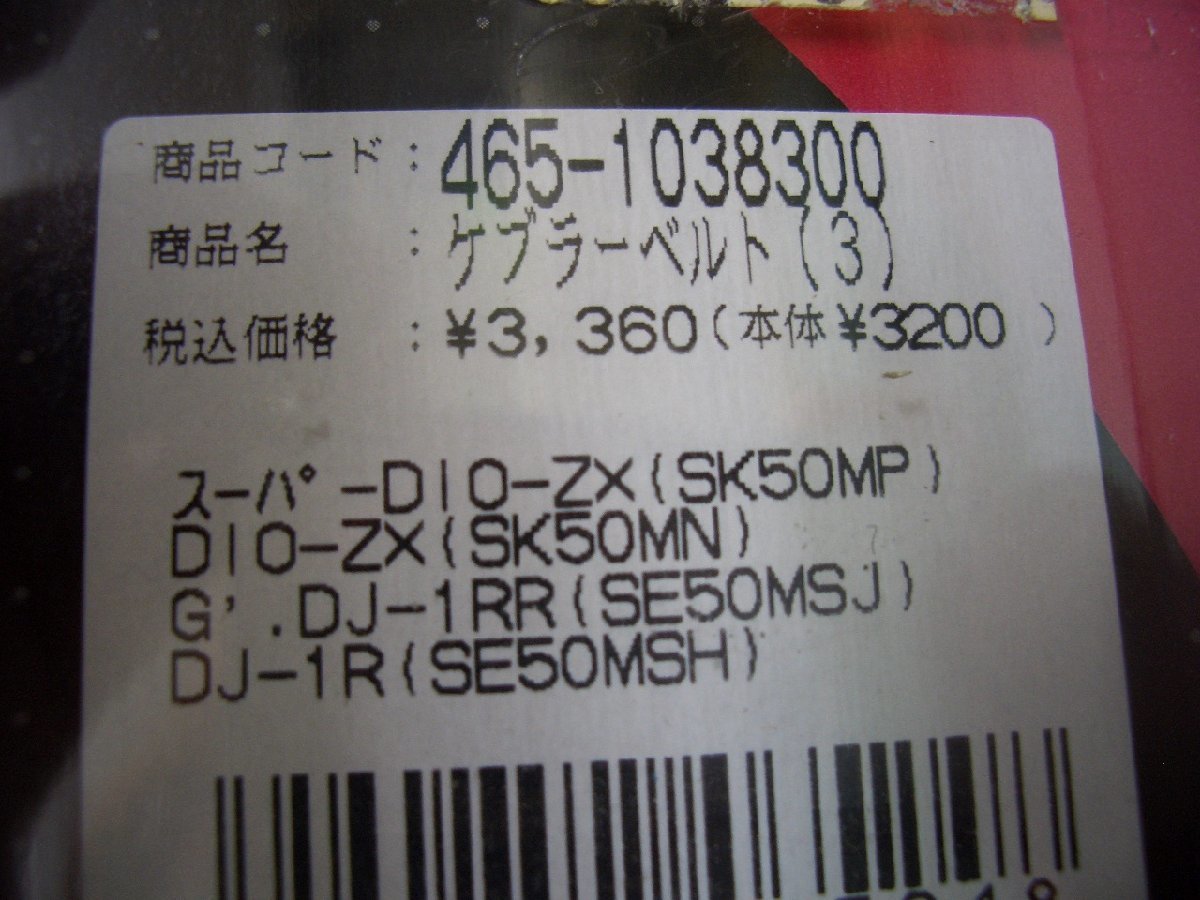 商品コード : 465-1038300
商品名 : ケブラーベルト(3)
税込価格 : ¥3,360(本体 ¥3200 )
スーパ゜-DIO-ZX(SK50MP)
DIO-ZX(SK50MN)
G'.DJ-1RR(SE50MSJ)
DJ-1R(SE50MSH)